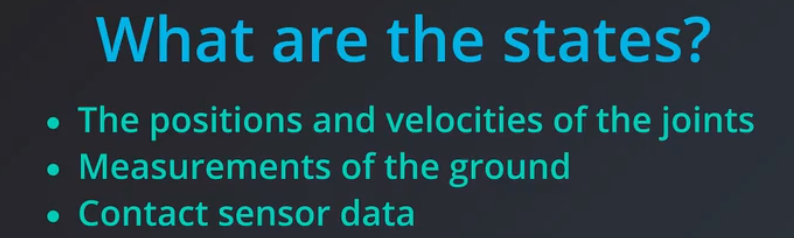 What are the states?
• The positions and velocities of the joints
• Measurements of the ground
• Contact sensor data